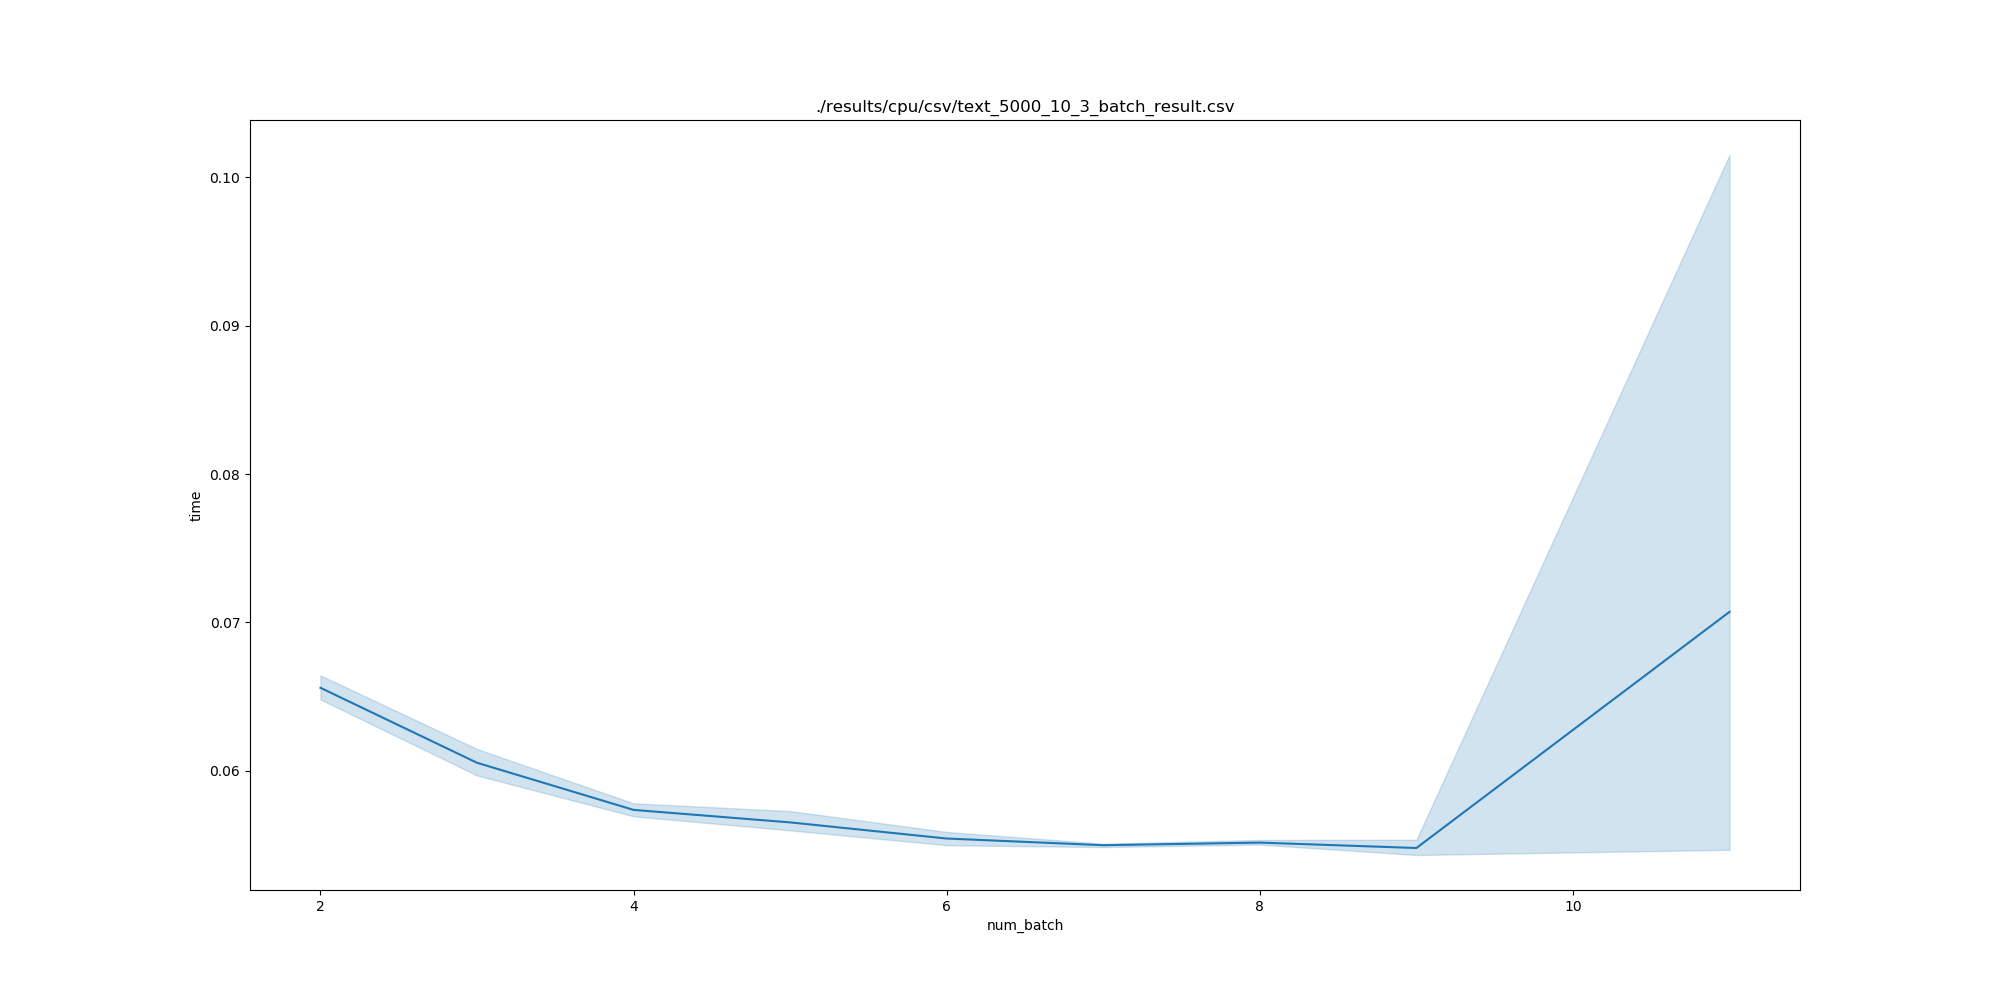 ./results/cpu/csv/text_5000_10_3_batch_result.csv
0.10
0.09
0.08
0.07
0.06
time
2 4 6 8 10
num_batch